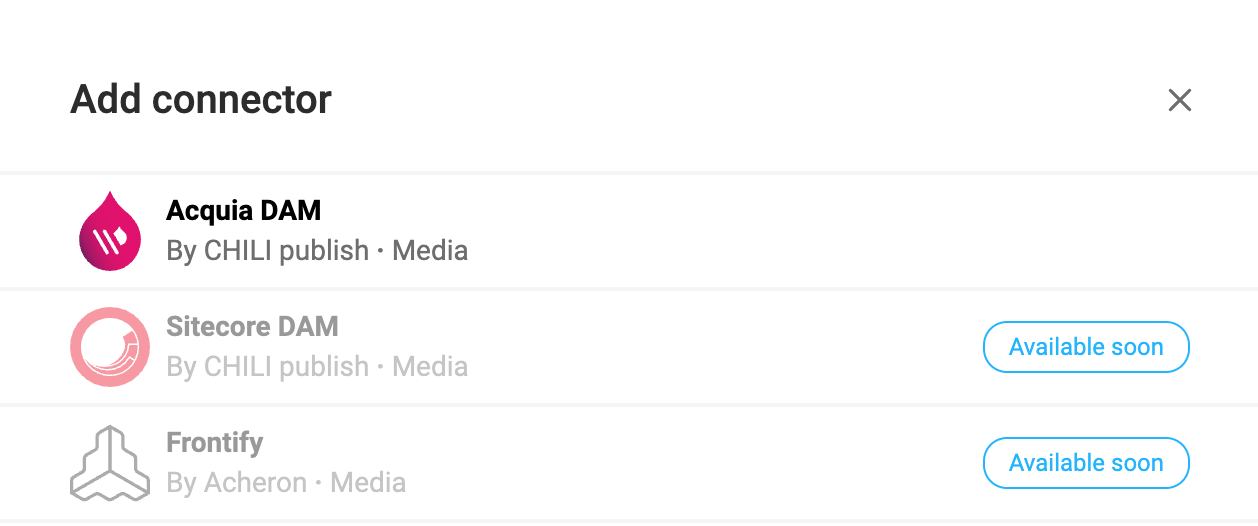 Add connector
Acquia DAM
By CHILI publish · Media
Sitecore DAM
By CHILI publish · Media
Available soon
Frontify
By Acheron · Media
Available soon